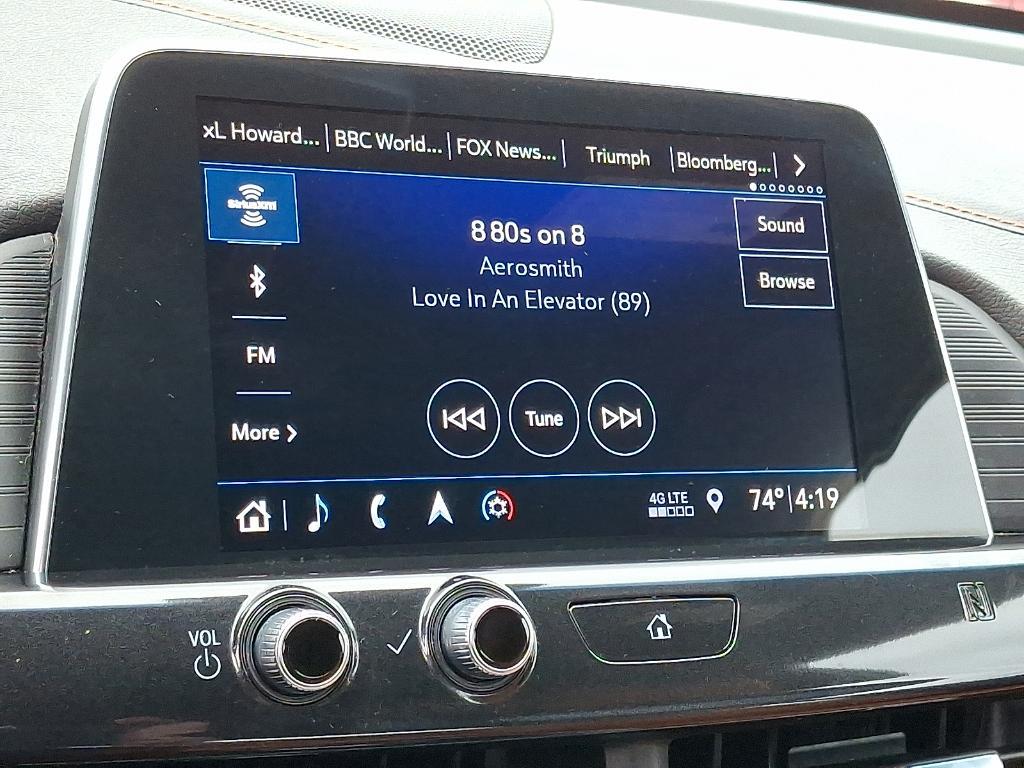 xL Howard... BBC World... FOX News... Triumph Bloomberg...
SiriusXM
8 80s on 8
Sound
Aerosmith
Browse
Love In An Elevator (89)
FM
Tune
More
4G LTE
74° 4:19
VOL
N